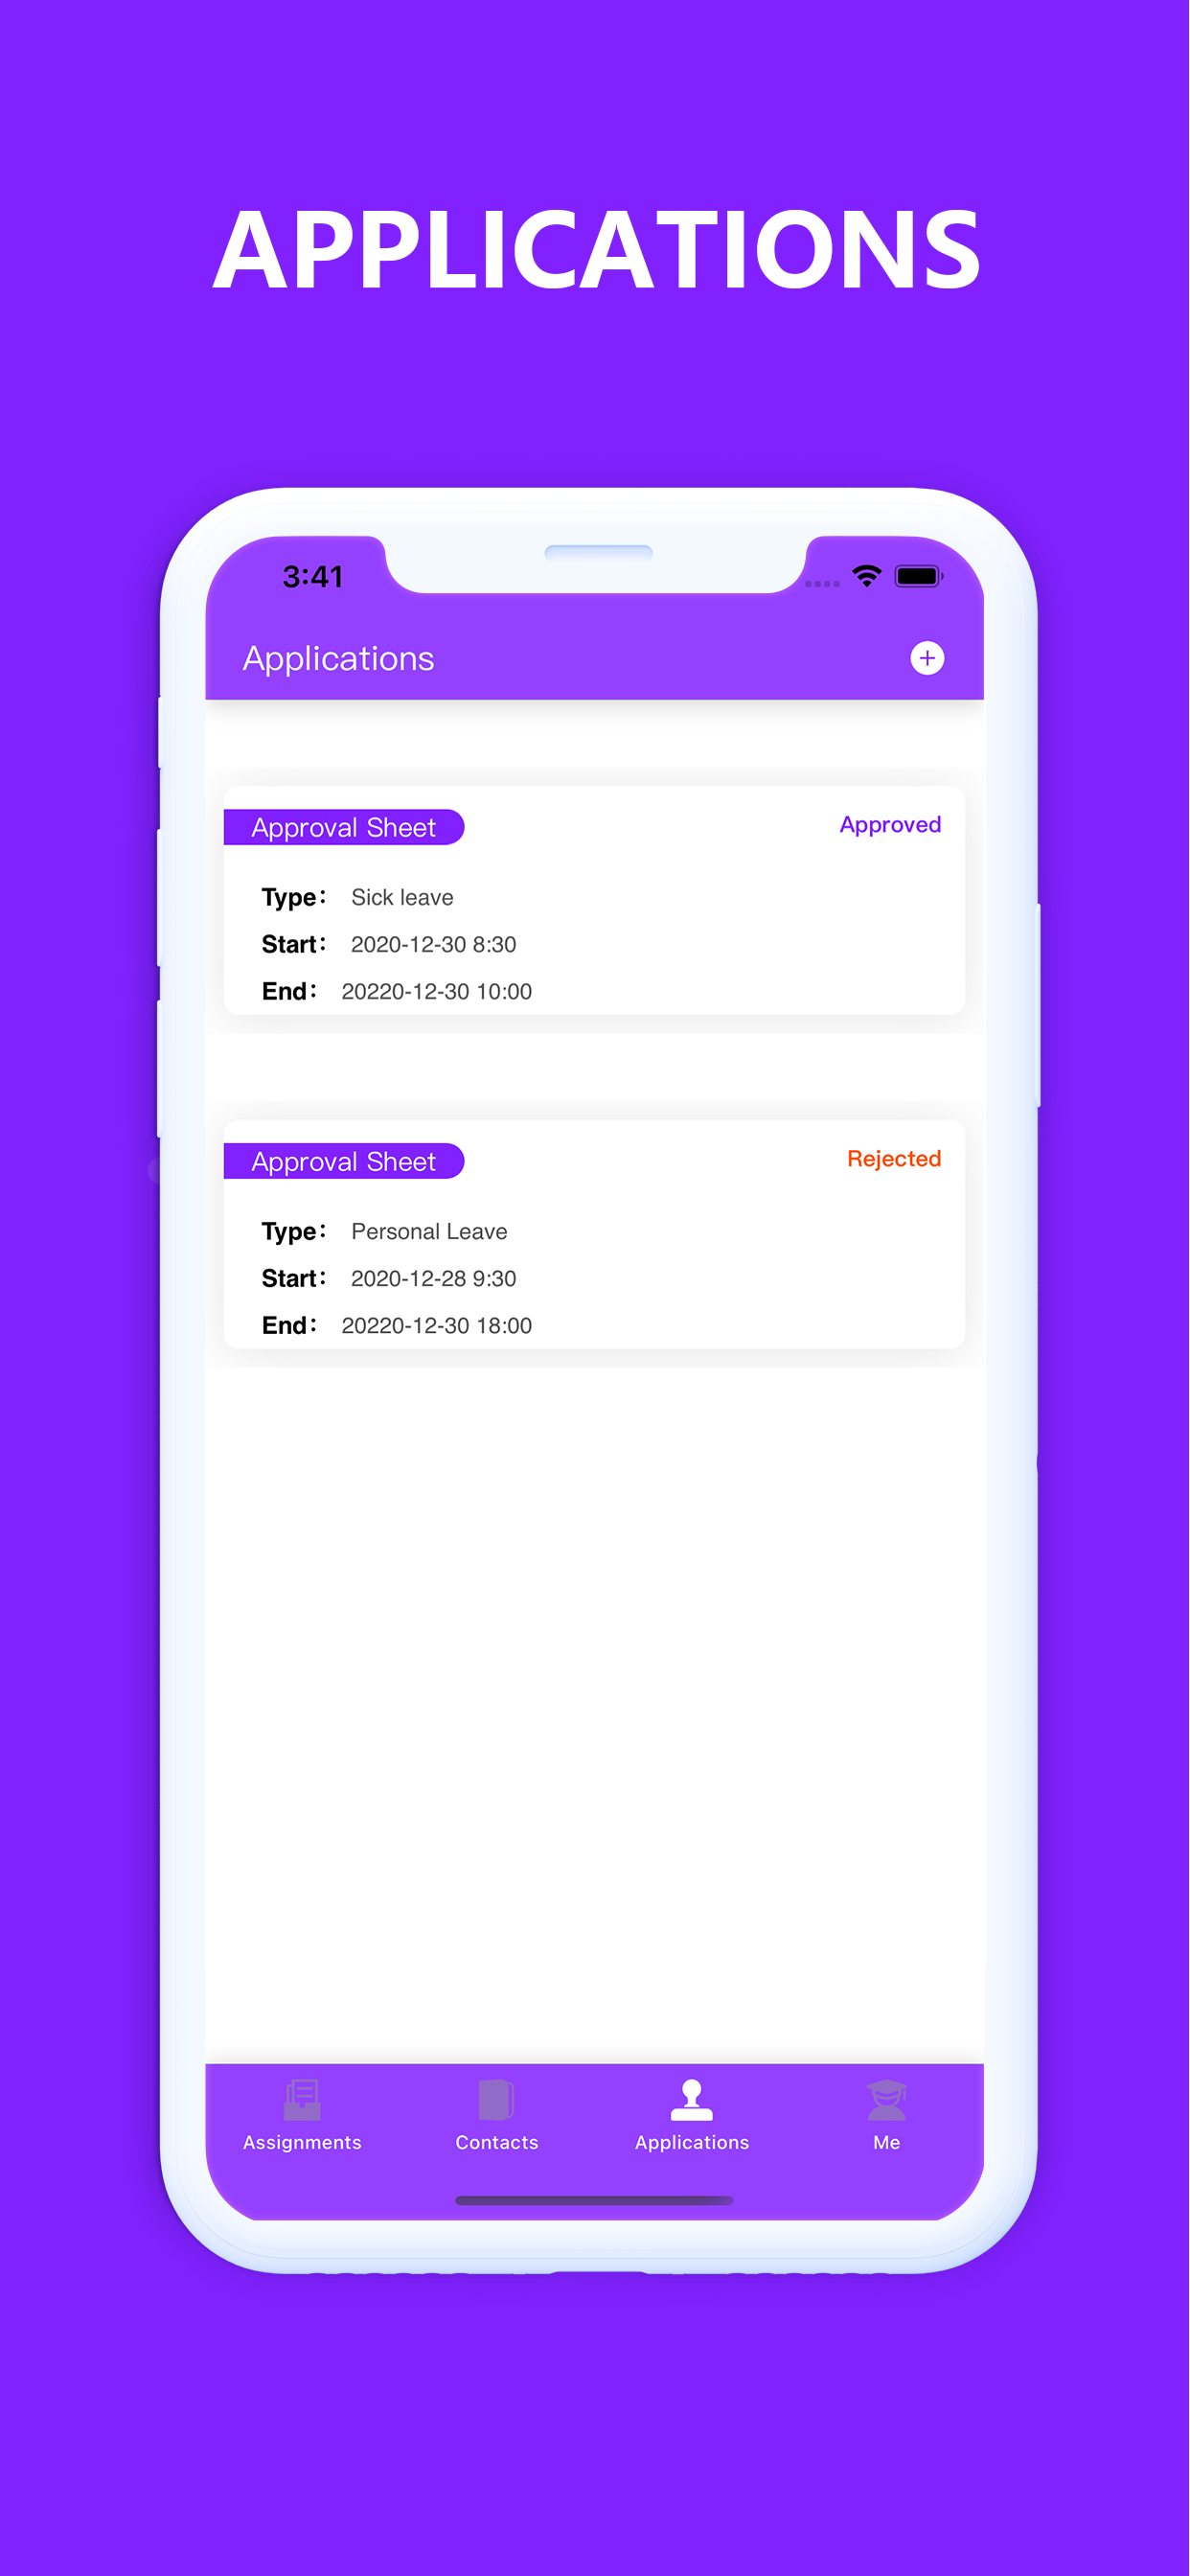 APPLICATIONS
3:41
Applications
Approval Sheet
Approved
Type： Sick leave
Start： 2020-12-30 8:30
End： 20220-12-30 10:00
Approval Sheet
Rejected
Type： Personal Leave
Start： 2020-12-28 9:30
End： 20220-12-30 18:00
Assignments Contacts Applications Me